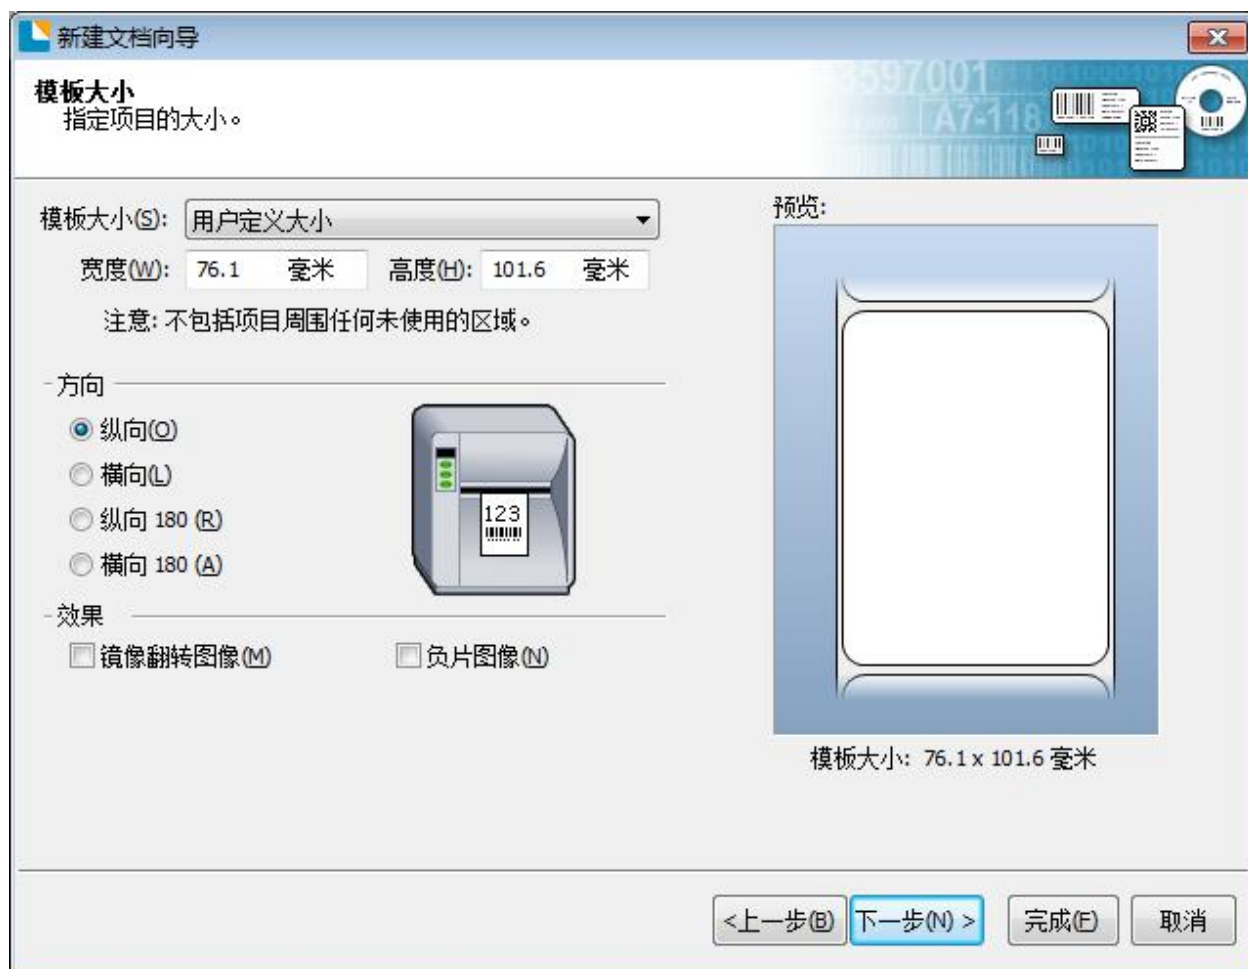 新建文档向导
模板大小
指定项目的大小。
3597001
A7-118
模板大小(S): 用户定义大小
宽度(W): 76.1 毫米 高度(H): 101.6 毫米
注意: 不包括项目周围任何未使用的区域。
方向
纵向(O)
横向(L)
纵向 180 (R)
横向 180 (A)
123
效果
镜像翻转图像(M) 负片图像(N)
预览:
模板大小: 76.1 x 101.6 毫米
<上一步(B) 下一步(N) > 完成(F) 取消